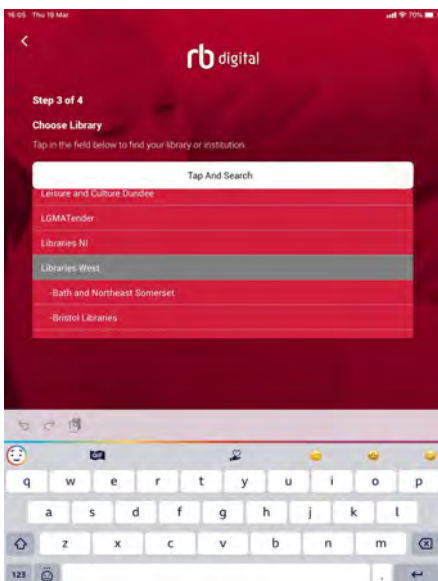 16:05 Thu 19 Mar
70%
rb digital
Step 3 of 4
Choose Library
Tap in the field below to find your library or institution.
Tap And Search
Leisure and Culture Dundee
LGMATender
Libraries NI
Libraries West
-Bath and Northeast Somerset
-Bristol Libraries
GIF
q w e r t y u i o p
a s d f g h j k l
z x c v b n m
123 .